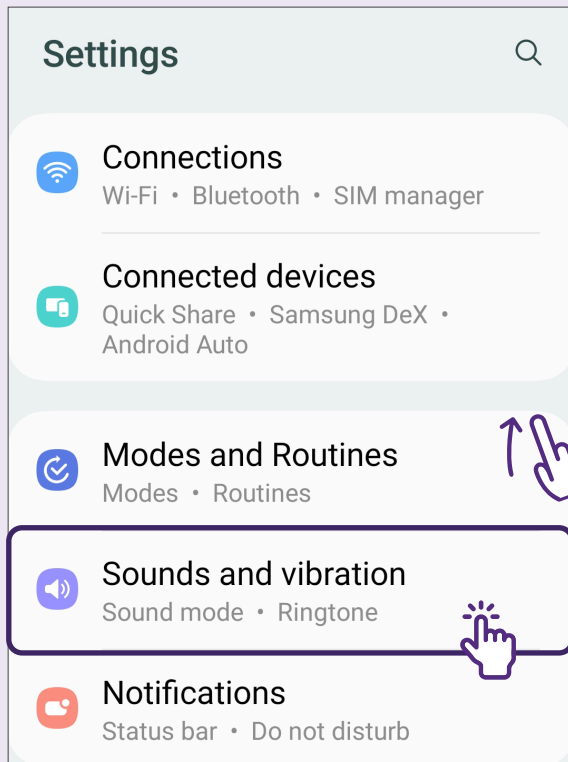 Settings
Connections
Wi-Fi • Bluetooth • SIM manager
Connected devices
Quick Share • Samsung DeX •
Android Auto
Modes and Routines
Modes • Routines
Sounds and vibration
Sound mode • Ringtone
Notifications
Status bar • Do not disturb